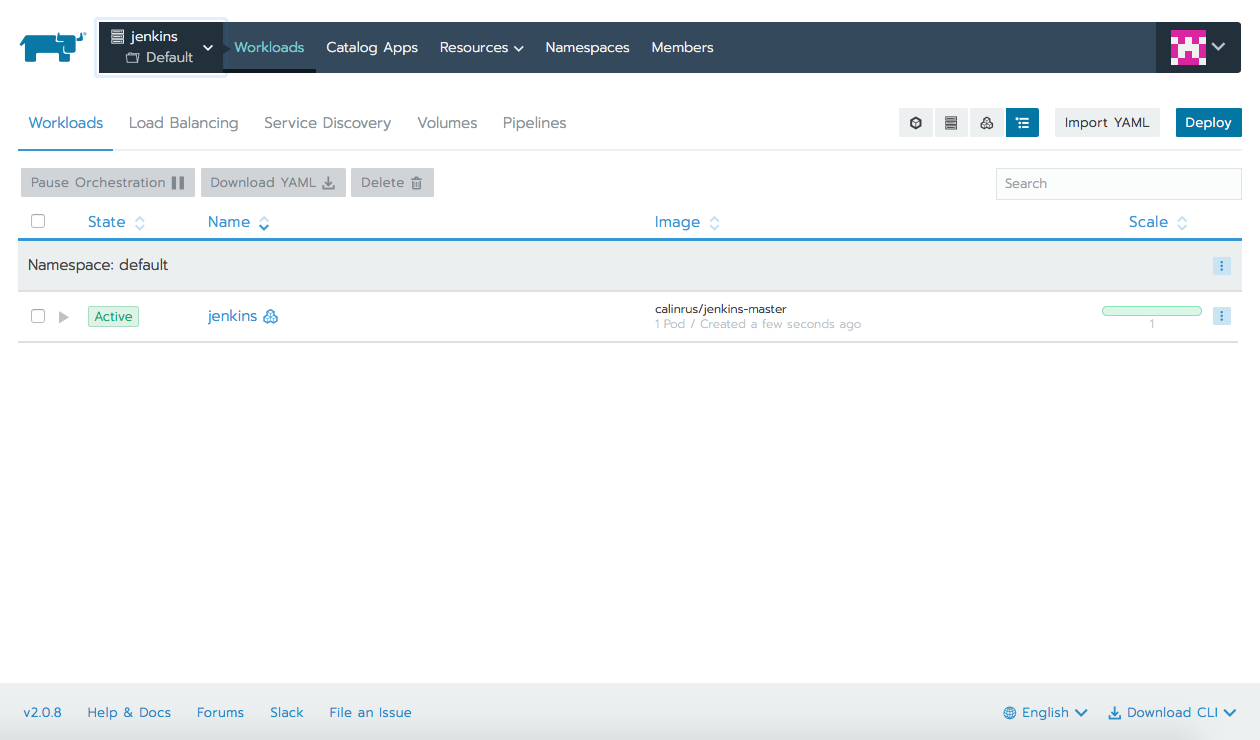 jenkins
Default
Workloads Catalog Apps Resources Namespaces Members
Workloads Load Balancing Service Discovery Volumes Pipelines Import YAML Deploy
Pause Orchestration Download YAML Delete Search
State Name Image Scale
Namespace: default
Active jenkins calinrus/jenkins-master
1 Pod / Created a few seconds ago 1
v2.0.8 Help & Docs Forums Slack File an Issue English Download CLI